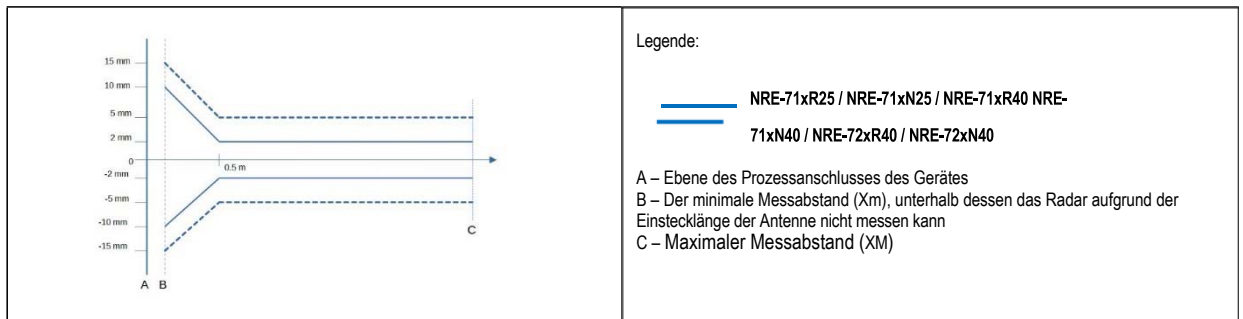 15 mm
10 mm
5 mm
2 mm
0
0.5 m
-2 mm
-5 mm
-10 mm
-15 mm
C
A B
Legende:
NRE-71xR25 / NRE-71xN25 / NRE-71xR40 NRE-
71xN40 / NRE-72xR40 / NRE-72xN40
A – Ebene des Prozessanschlusses des Gerätes
B – Der minimale Messabstand (Xm), unterhalb dessen das Radar aufgrund der
Einstecklänge der Antenne nicht messen kann
C – Maximaler Messabstand (XM)